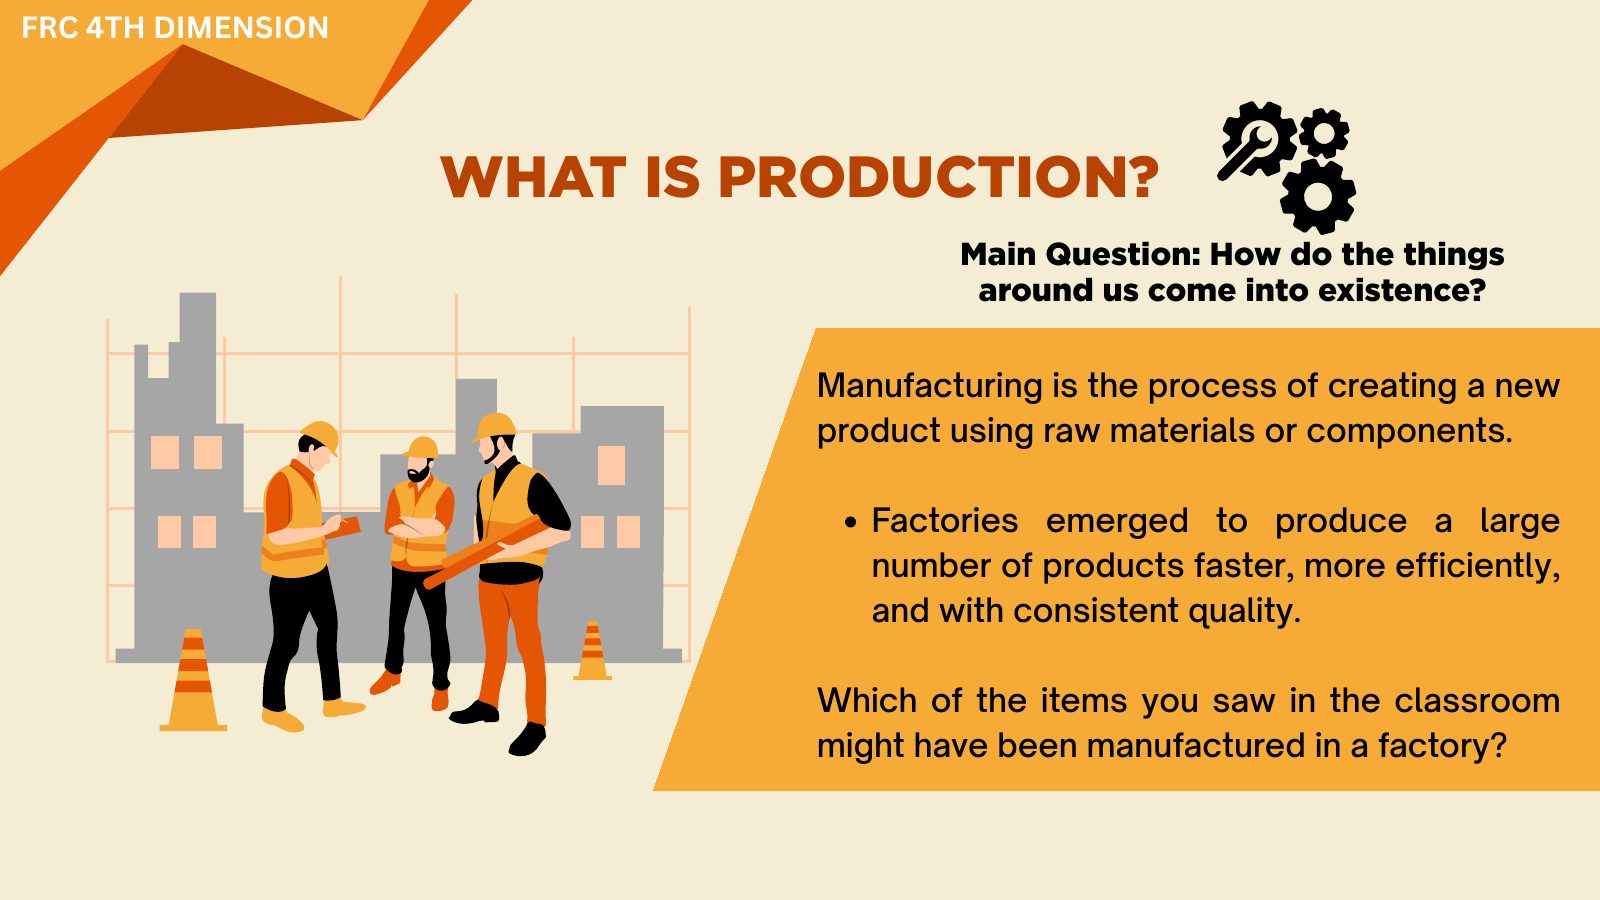 FRC 4TH DIMENSION
WHAT IS PRODUCTION?
Main Question: How do the things
around us come into existence?
Manufacturing is the process of creating a new
product using raw materials or components.
• Factories emerged to produce a large
number of products faster, more efficiently,
and with consistent quality.
Which of the items you saw in the classroom
might have been manufactured in a factory?